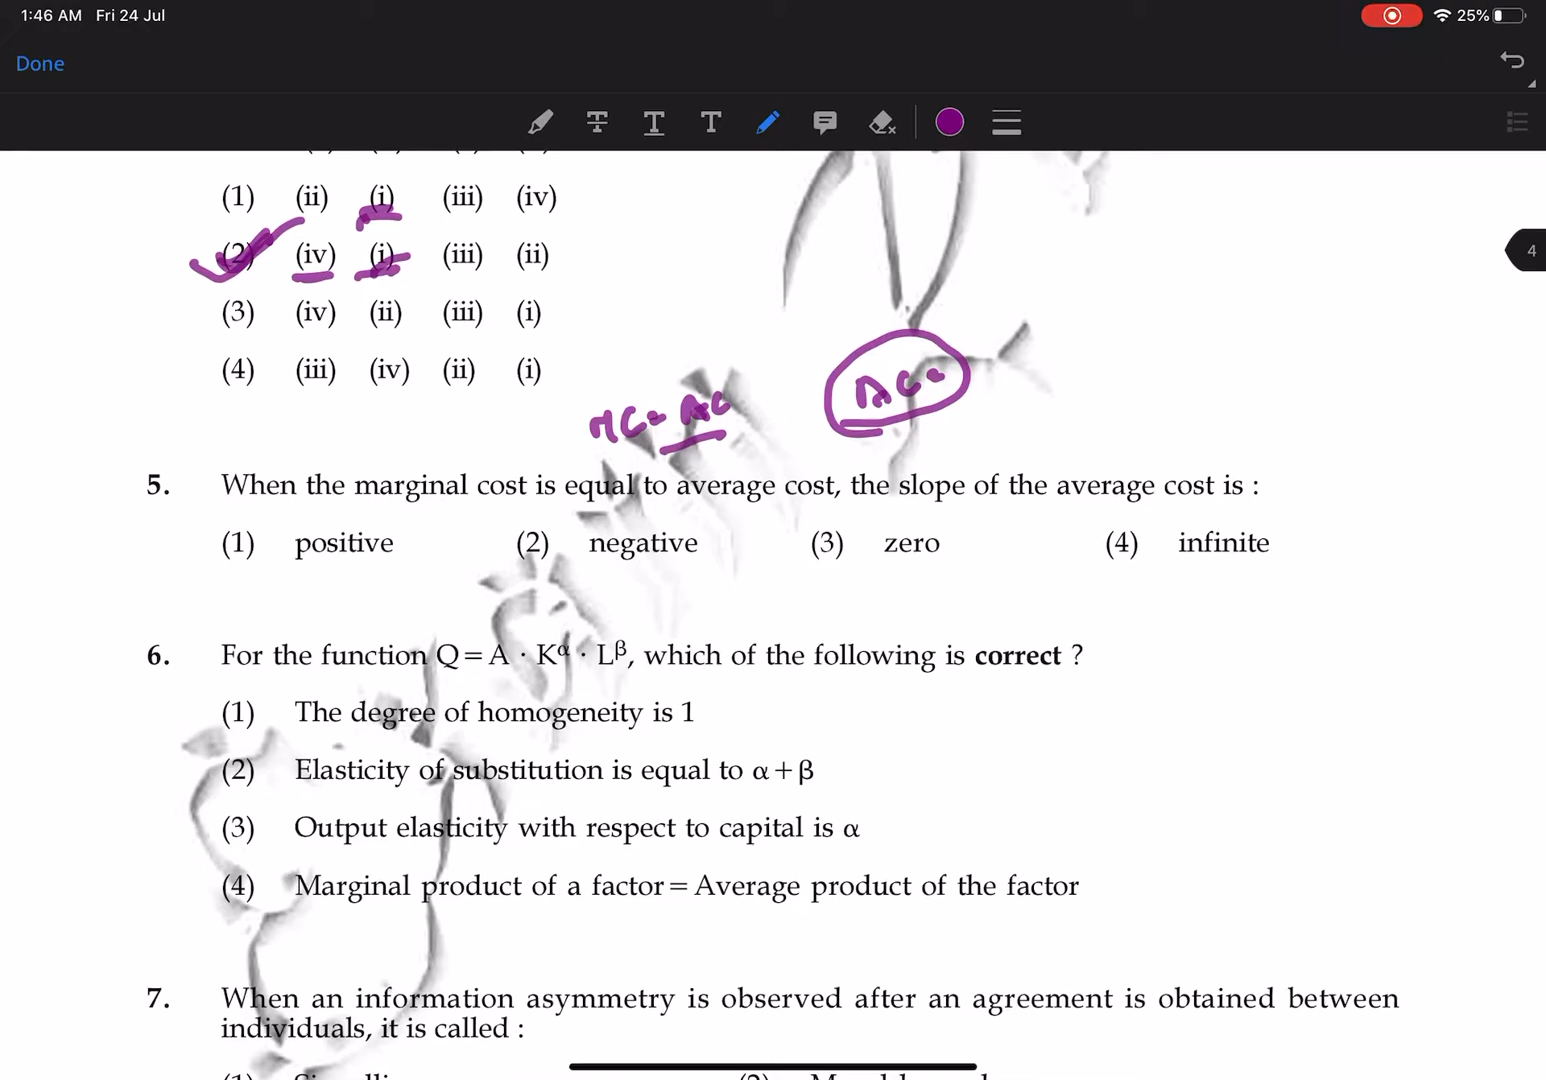 1:46 AM Fri 24 Jul
25%
Done
4
(1) (ii) (i) (iii) (iv)
(2) (iv) (i) (iii) (ii)
(3) (iv) (ii) (iii) (i)
(4) (iii) (iv) (ii) (i)
MC = AC
AC =
5. When the marginal cost is equal to average cost, the slope of the average cost is :
(1) positive (2) negative (3) zero (4) infinite
6. For the function Q = A · K^α · L^β, which of the following is correct ?
(1) The degree of homogeneity is 1
(2) Elasticity of substitution is equal to α + β
(3) Output elasticity with respect to capital is α
(4) Marginal product of a factor = Average product of the factor
7. When an information asymmetry is observed after an agreement is obtained between
individuals, it is called :